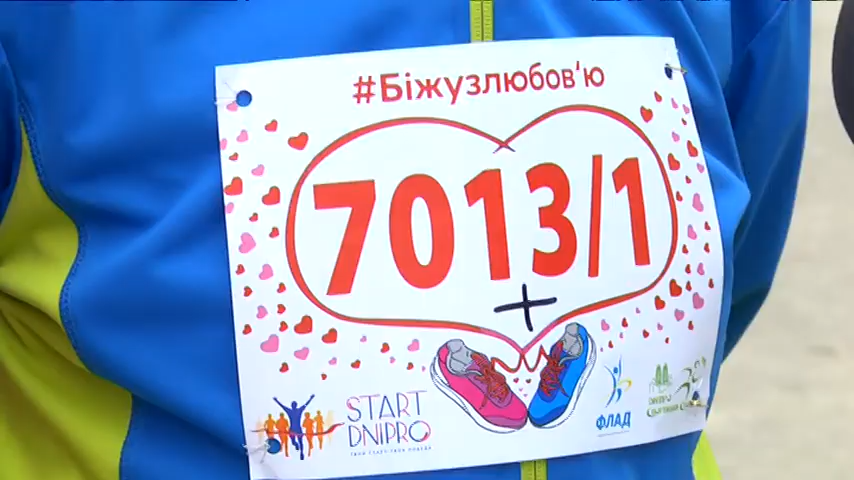 #Біжузлюбов'ю
7013/1
+
START
DNIPRO
ФЛАД